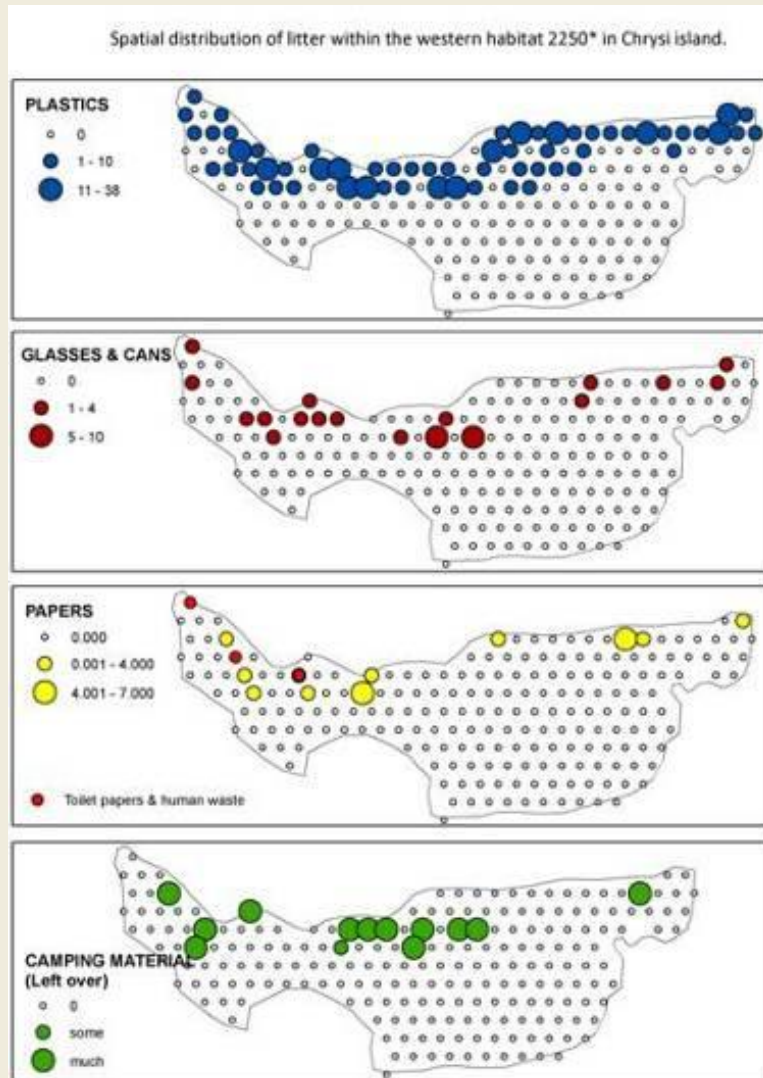 Spatial distribution of litter within the western habitat 2250* in Chrysi island.
PLASTICS
0
1 - 10
11 - 38
GLASSES & CANS
0
1 - 4
5 - 10
PAPERS
0.000
0.001 - 4.000
4.001 - 7.000
Toilet papers & human waste
CAMPING MATERIAL
(Left over)
0
some
much